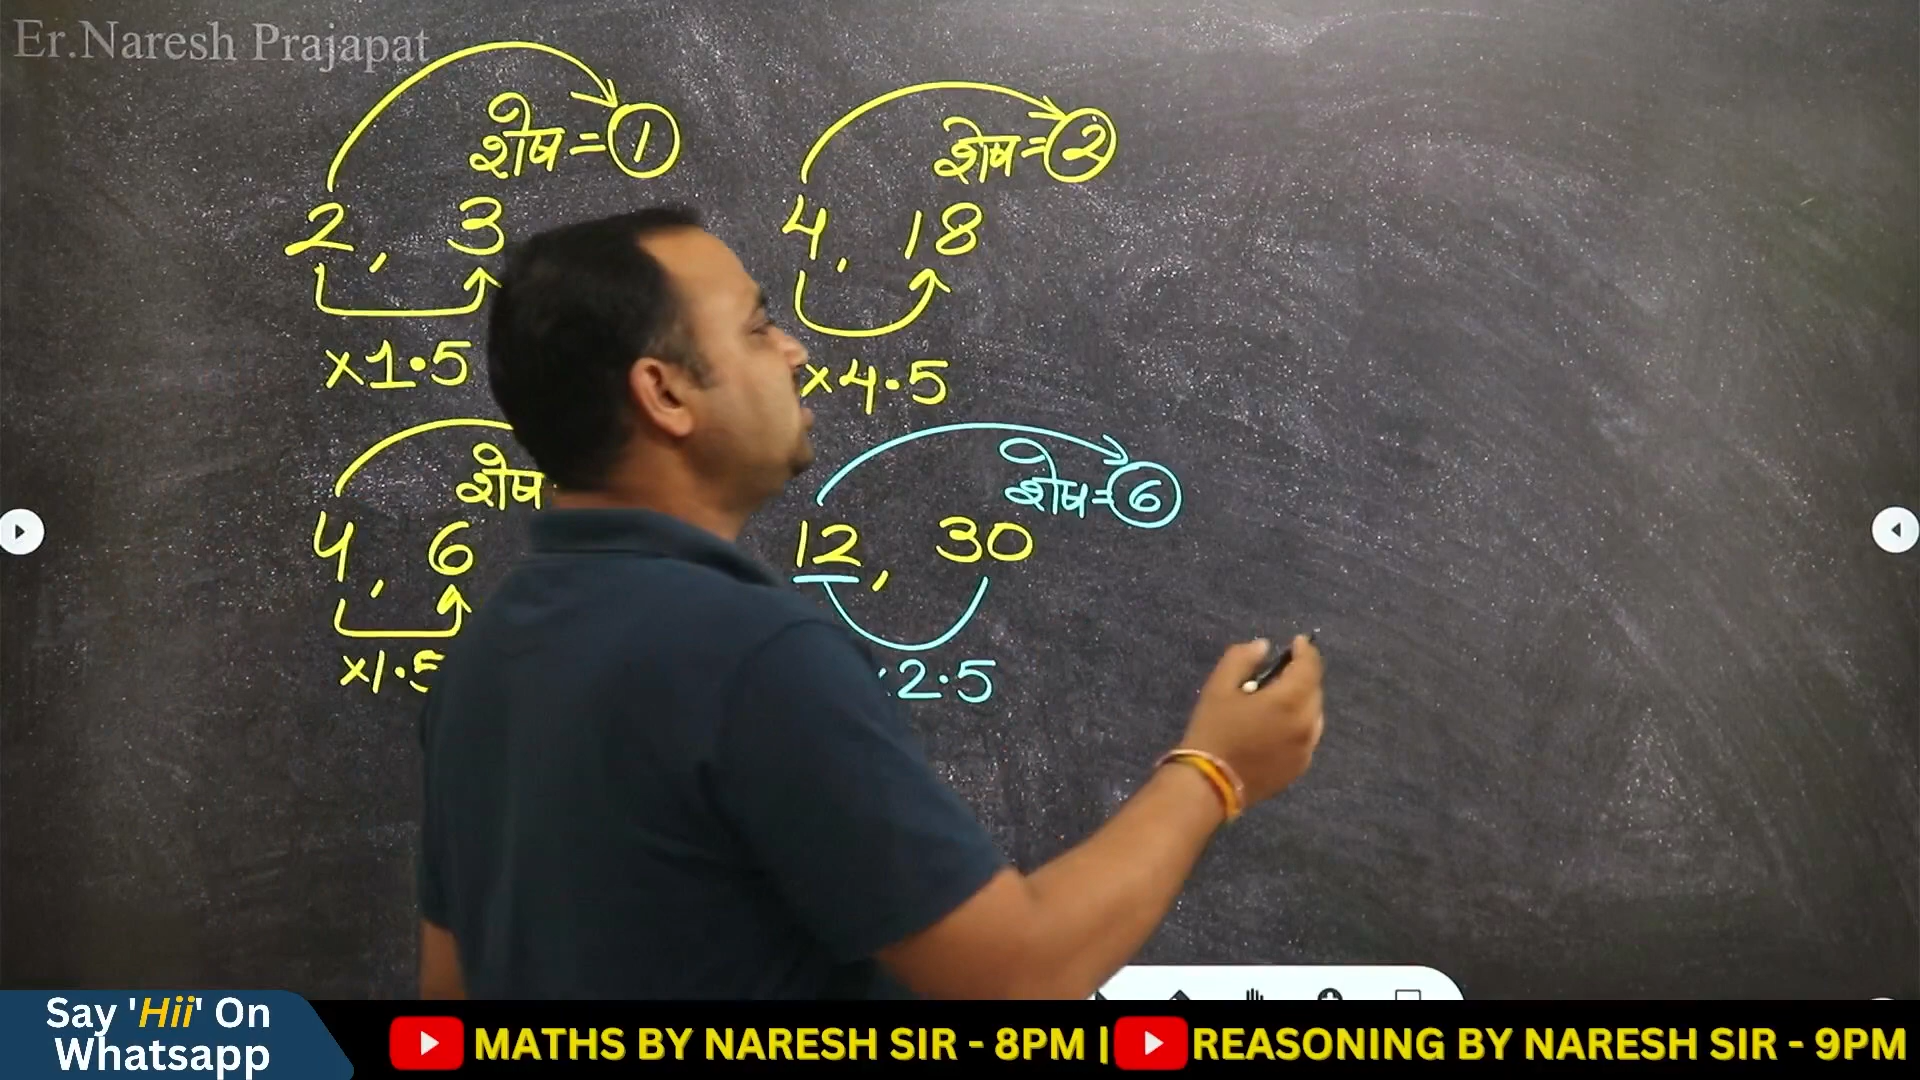 Er.Naresh Prajapat
शेष=1
शेष=2
2, 3
4, 18
×1.5
×4.5
शेष
शेष=6
4, 6
12, 30
×1.5
2.5
Say 'Hii' On
Whatsapp
MATHS BY NARESH SIR - 8PM | REASONING BY NARESH SIR - 9PM